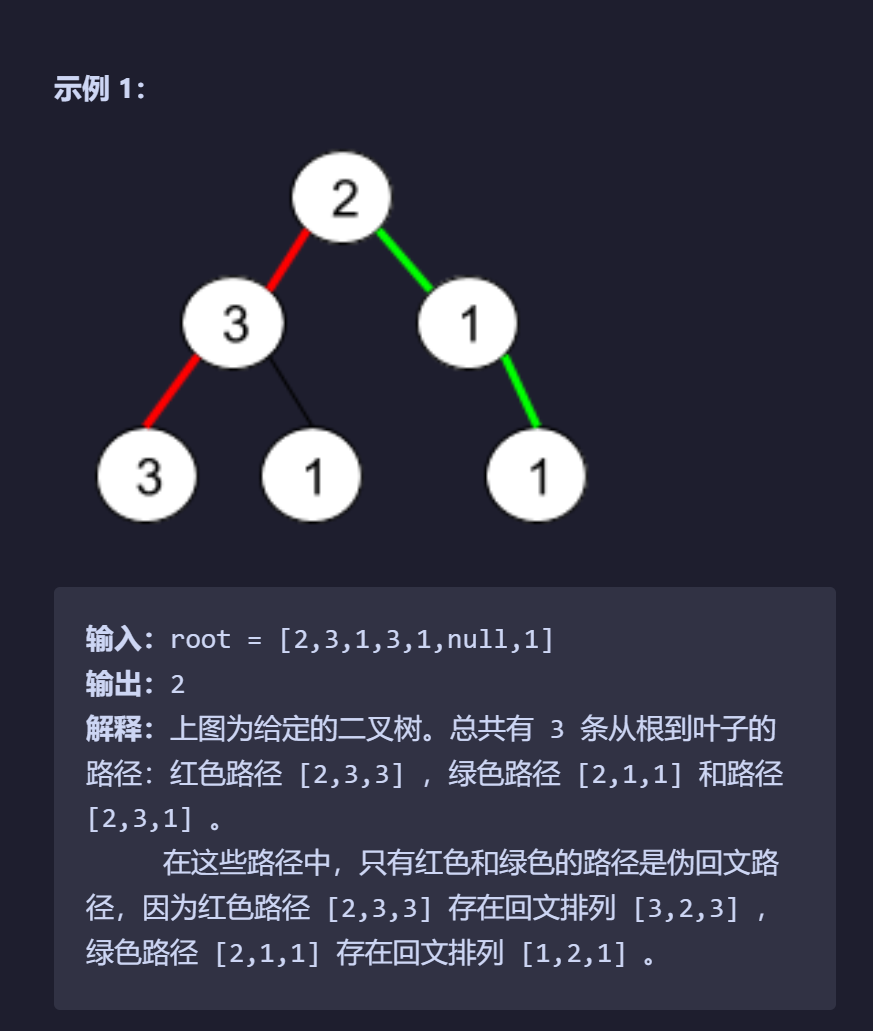 示例 1：
2
3 1
3 1 1
输入：root = [2,3,1,3,1,null,1]
输出：2
解释：上图为给定的二叉树。总共有 3 条从根到叶子的
路径：红色路径 [2,3,3] ，绿色路径 [2,1,1] 和路径
[2,3,1] 。
在这些路径中，只有红色和绿色的路径是伪回文路
径，因为红色路径 [2,3,3] 存在回文排列 [3,2,3] ，
绿色路径 [2,1,1] 存在回文排列 [1,2,1] 。